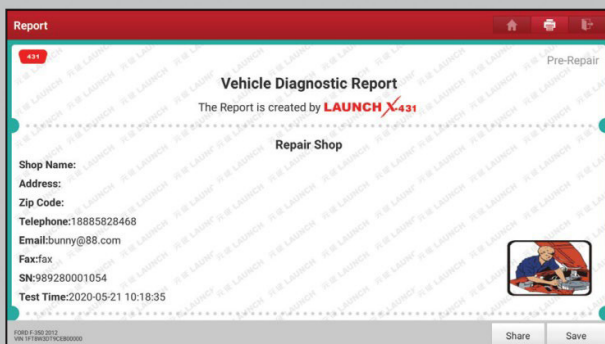 Report
431
Pre-Repair
Vehicle Diagnostic Report
The Report is created by LAUNCH X-431
Repair Shop
Shop Name:
Address:
Zip Code:
Telephone:18885828468
Email:bunny@88.com
Fax:fax
SN:989280001054
Test Time:2020-05-21 10:18:35
FORD F-350 2012
VIN 1FT8W3DT9CEB00000
Share
Save